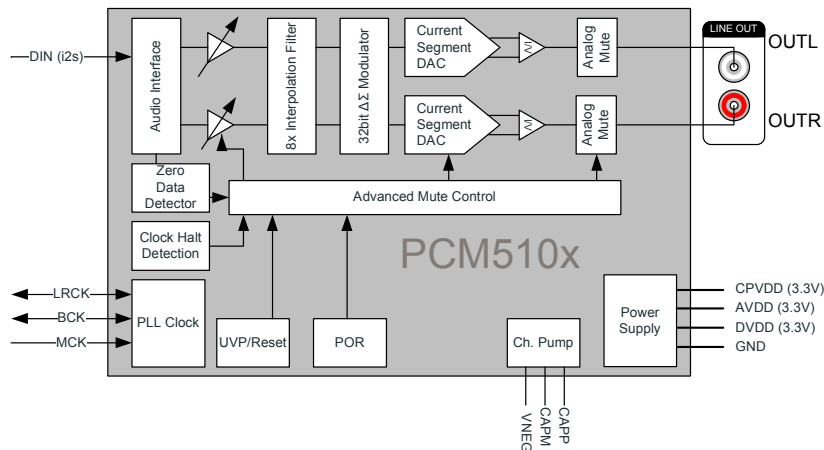 DIN (i2s)
Audio Interface
8x Interpolation Filter
32bit ΔΣ Modulator
Current
Segment
DAC
Analog
Mute
LINE OUT
OUTL
Current
Segment
DAC
Analog
Mute
OUTR
Zero
Data
Detector
Advanced Mute Control
Clock Halt
Detection
PCM510x
LRCK
BCK
MCK
PLL Clock
UVP/Reset
POR
Ch. Pump
Power
Supply
CPVDD (3.3V)
AVDD (3.3V)
DVDD (3.3V)
GND
VNEG
CAPM
CAPP